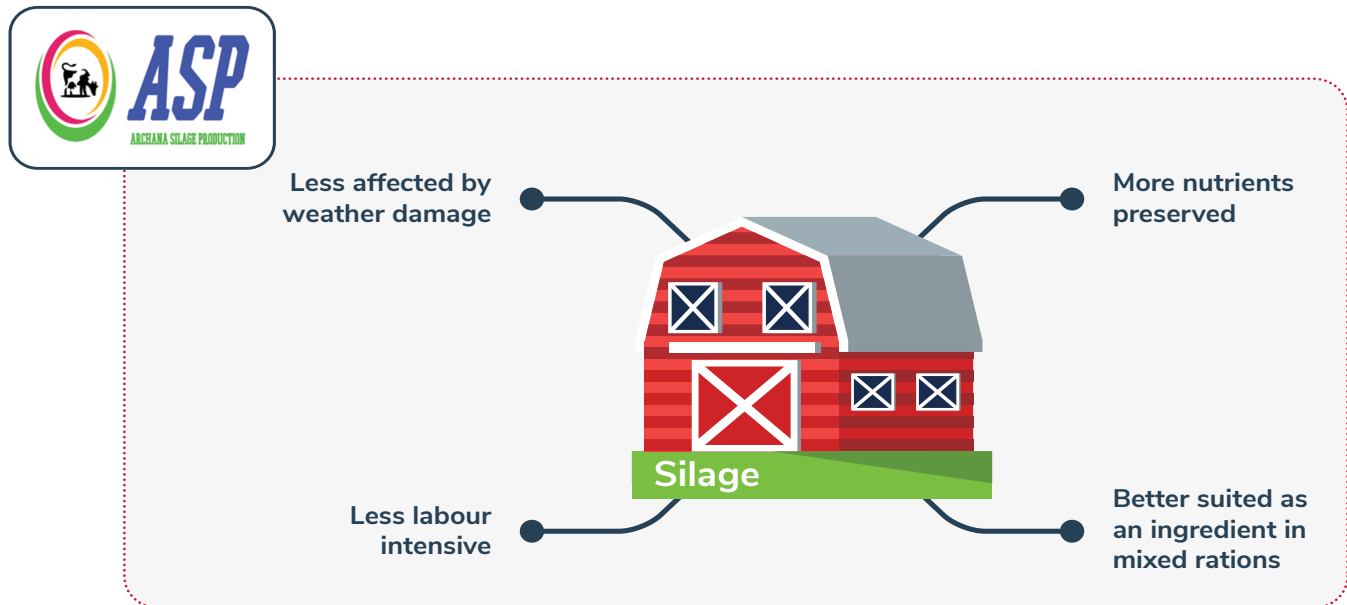 ASP
ARCHANA SILAGE PRODUCTION
Less affected by
weather damage
More nutrients
preserved
Silage
Less labour
intensive
Better suited as
an ingredient in
mixed rations